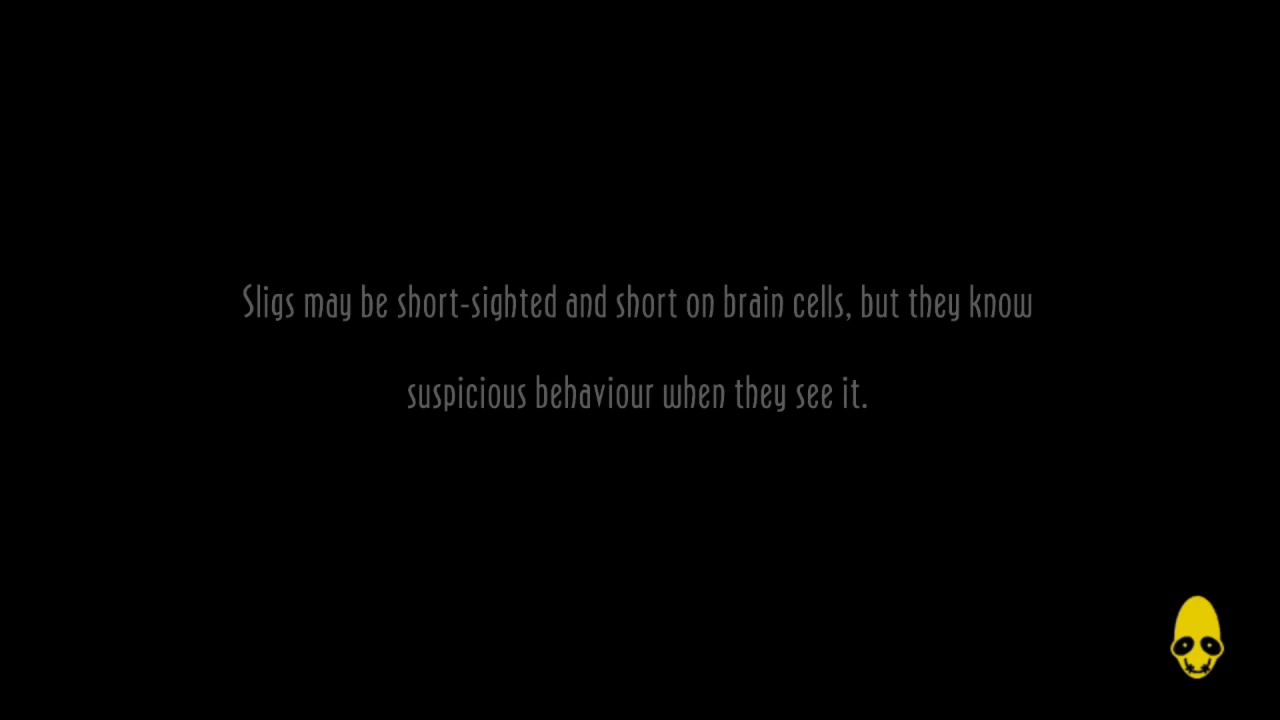 Sligs may be short-sighted and short on brain cells, but they know
suspicious behaviour when they see it.